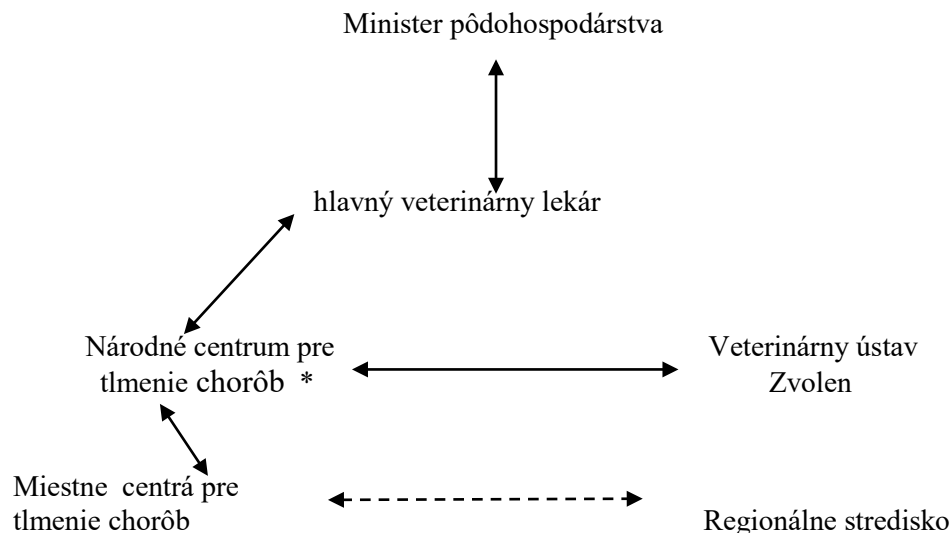 Minister pôdohospodárstva
hlavný veterinárny lekár
Národné centrum pre
tlmenie chorôb *
Veterinárny ústav
Zvolen
Miestne centrá pre
tlmenie chorôb
Regionálne stredisko